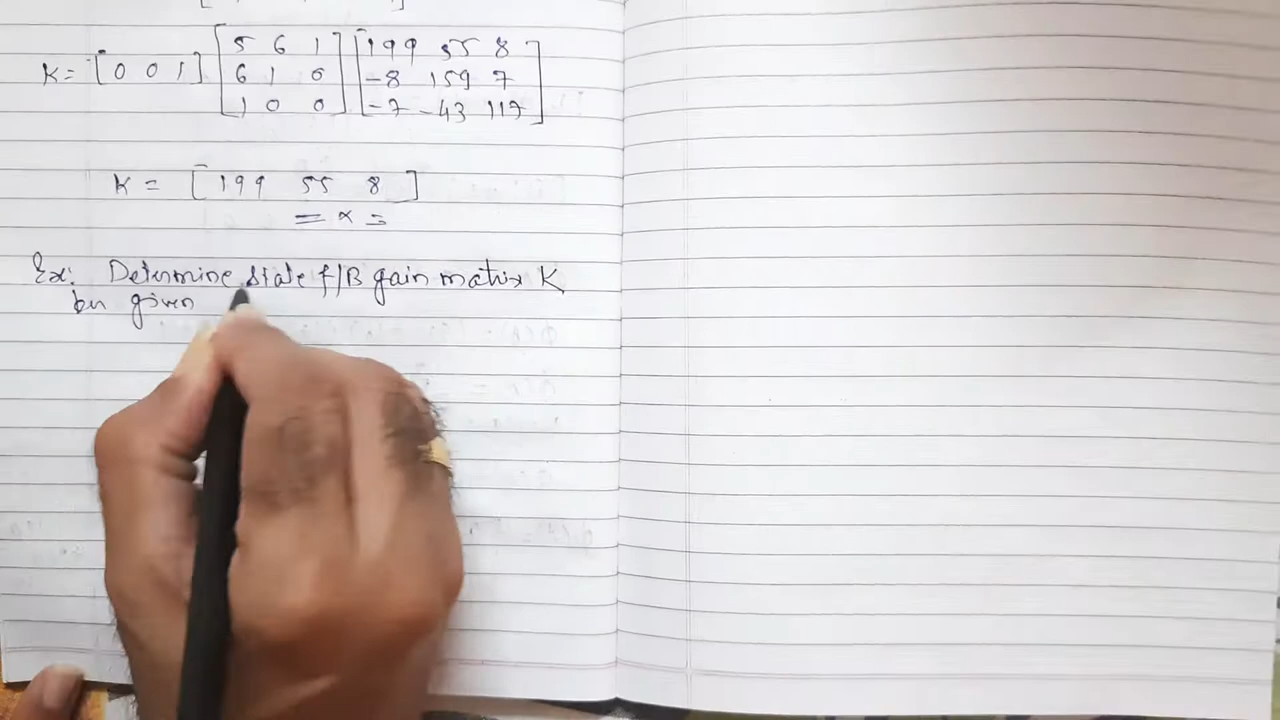 K = [ 0 0 1 ] [ 5 6 1 ] [ 199 55 8 ]
6 1 0 -8 159 7
1 0 0 -7 -43 117
K = [ 199 55 8 ]
= x =
Ex: Determine state f/B gain matrix K
for given